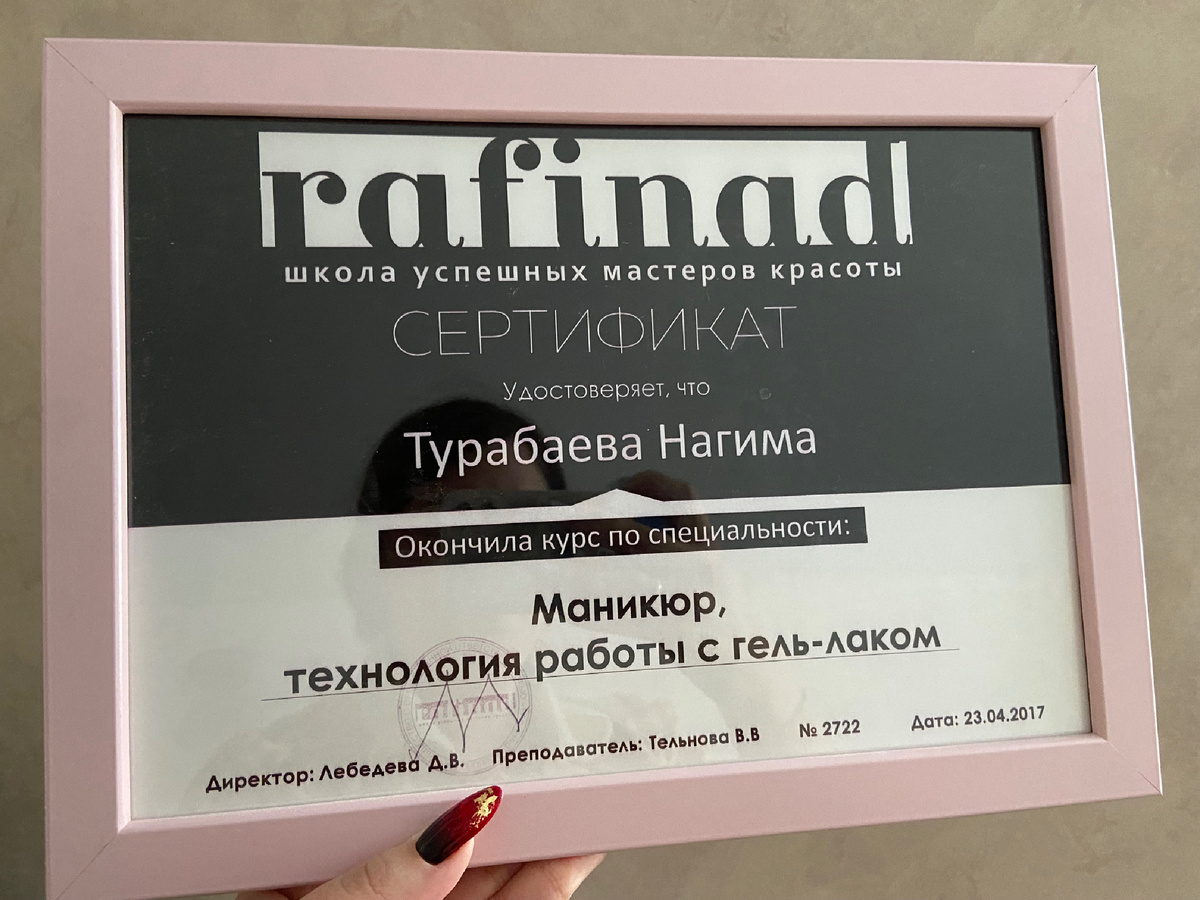 rafinad
школа успешных мастеров красоты
СЕРТИФИКАТ
Удостоверяет, что
Турабаева Нагима
Окончила курс по специальности:
Маникюр,
технология работы с гель-лаком
Директор: Лебедева Д.В. Преподаватель: Тельнова В.В № 2722 Дата: 23.04.2017